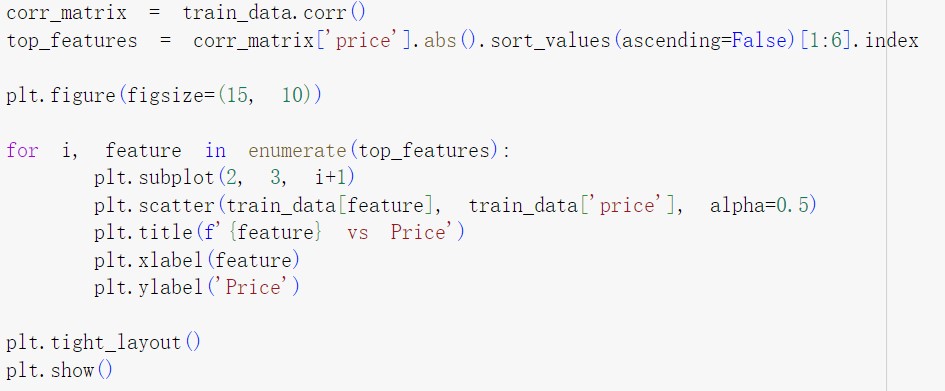 corr_matrix = train_data.corr()
top_features = corr_matrix['price'].abs().sort_values(ascending=False)[1:6].index
plt.figure(figsize=(15, 10))
for i, feature in enumerate(top_features):
    plt.subplot(2, 3, i+1)
    plt.scatter(train_data[feature], train_data['price'], alpha=0.5)
    plt.title(f'{feature} vs Price')
    plt.xlabel(feature)
    plt.ylabel('Price')
plt.tight_layout()
plt.show()